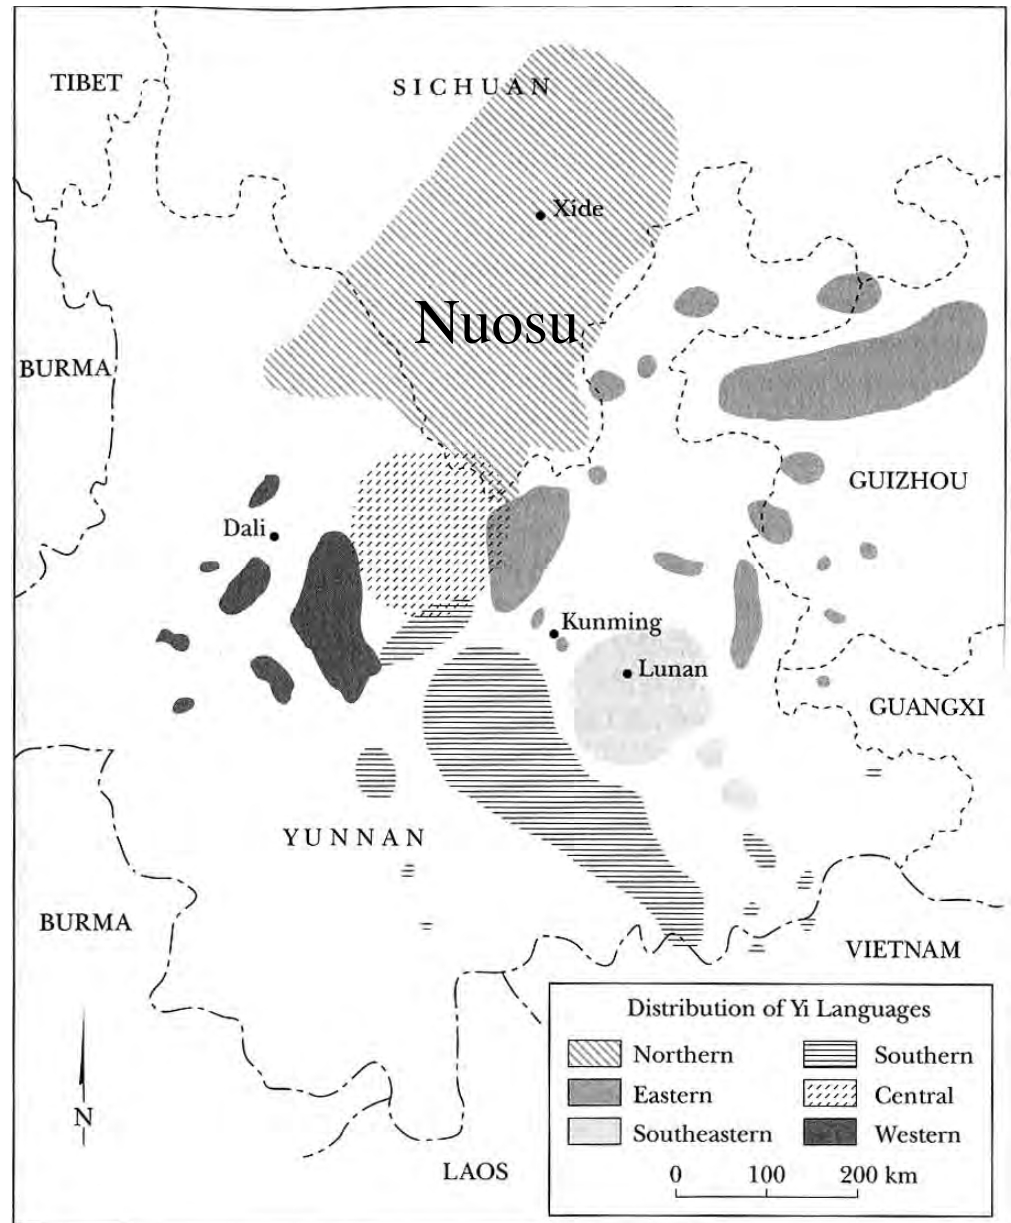 TIBET
SICHUAN
Xide
Nuosu
BURMA
GUIZHOU
Dali
Kunming
Lunan
GUANGXI
YUNNAN
BURMA
VIETNAM
LAOS
N
Distribution of Yi Languages
Northern
Southern
Eastern
Central
Southeastern
Western
0 100 200 km